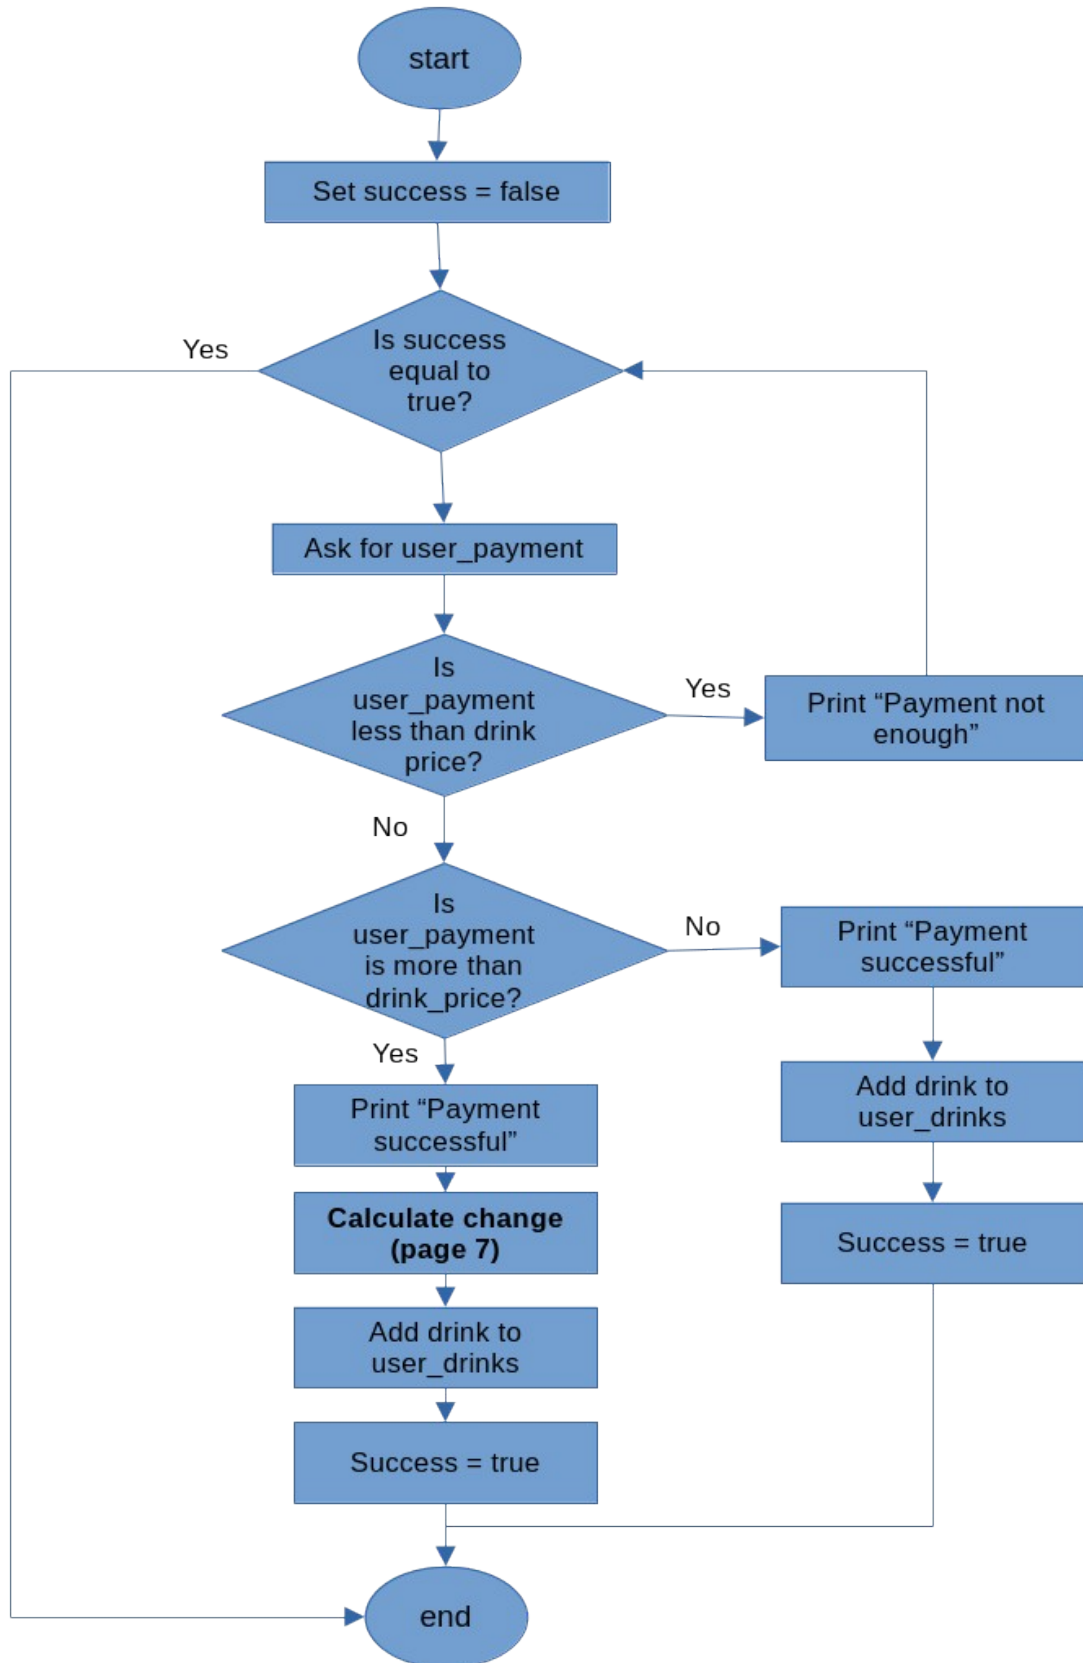 start
Set success = false
Is success
equal to
true?
Yes
Ask for user_payment
Is
user_payment
less than drink
price?
Yes
Print “Payment not
enough”
No
Is
user_payment
is more than
drink_price?
No
Print “Payment
successful”
Add drink to
user_drinks
Success = true
Yes
Print “Payment
successful”
Calculate change
(page 7)
Add drink to
user_drinks
Success = true
end